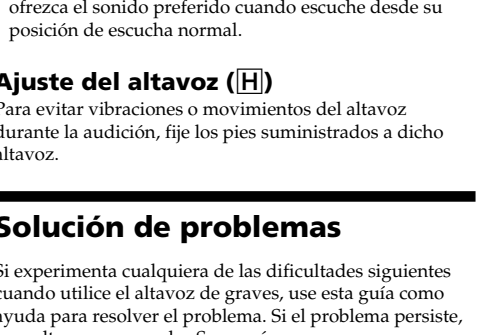 ofrezca el sonido preferido cuando escuche desde su
posición de escucha normal.
Ajuste del altavoz (H)
Para evitar vibraciones o movimientos del altavoz
durante la audición, fije los pies suministrados a dicho
altavoz.
Solución de problemas
Si experimenta cualquiera de las dificultades siguientes
cuando utilice el altavoz de graves, use esta guía como
ayuda para resolver el problema. Si el problema persiste,